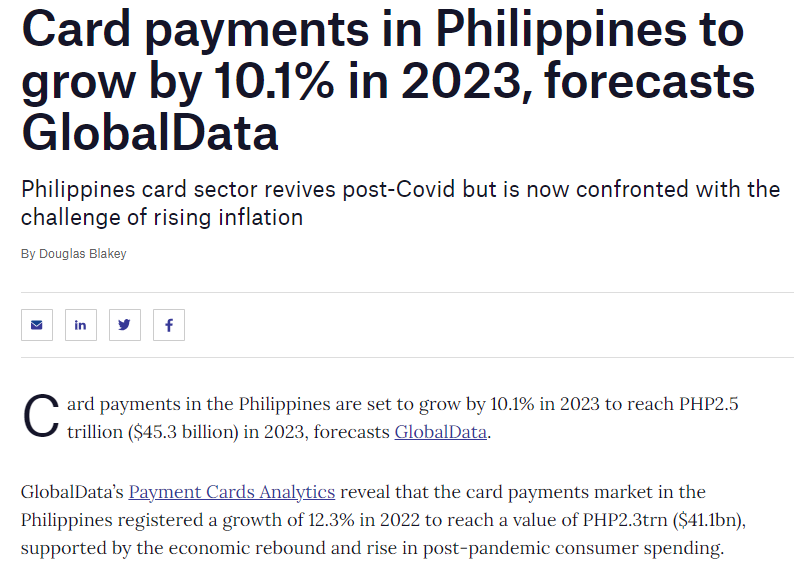 Card payments in Philippines to
grow by 10.1% in 2023, forecasts
GlobalData
Philippines card sector revives post-Covid but is now confronted with the
challenge of rising inflation
By Douglas Blakey
Card payments in the Philippines are set to grow by 10.1% in 2023 to reach PHP2.5
trillion ($45.3 billion) in 2023, forecasts GlobalData.
GlobalData’s Payment Cards Analytics reveal that the card payments market in the
Philippines registered a growth of 12.3% in 2022 to reach a value of PHP2.3trn ($41.1bn),
supported by the economic rebound and rise in post-pandemic consumer spending.